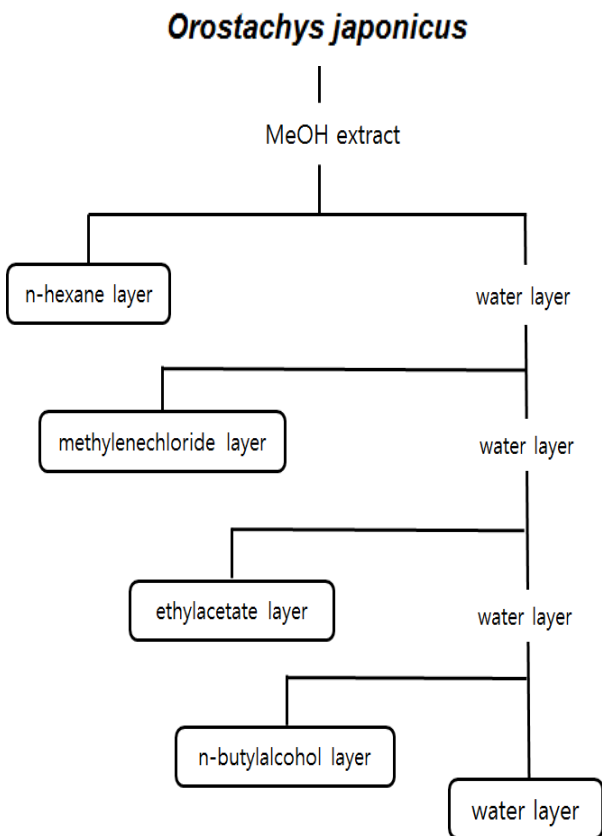 Orostachys japonicus
MeOH extract
n-hexane layer
water layer
methylenechloride layer
water layer
ethylacetate layer
water layer
n-butylalcohol layer
water layer